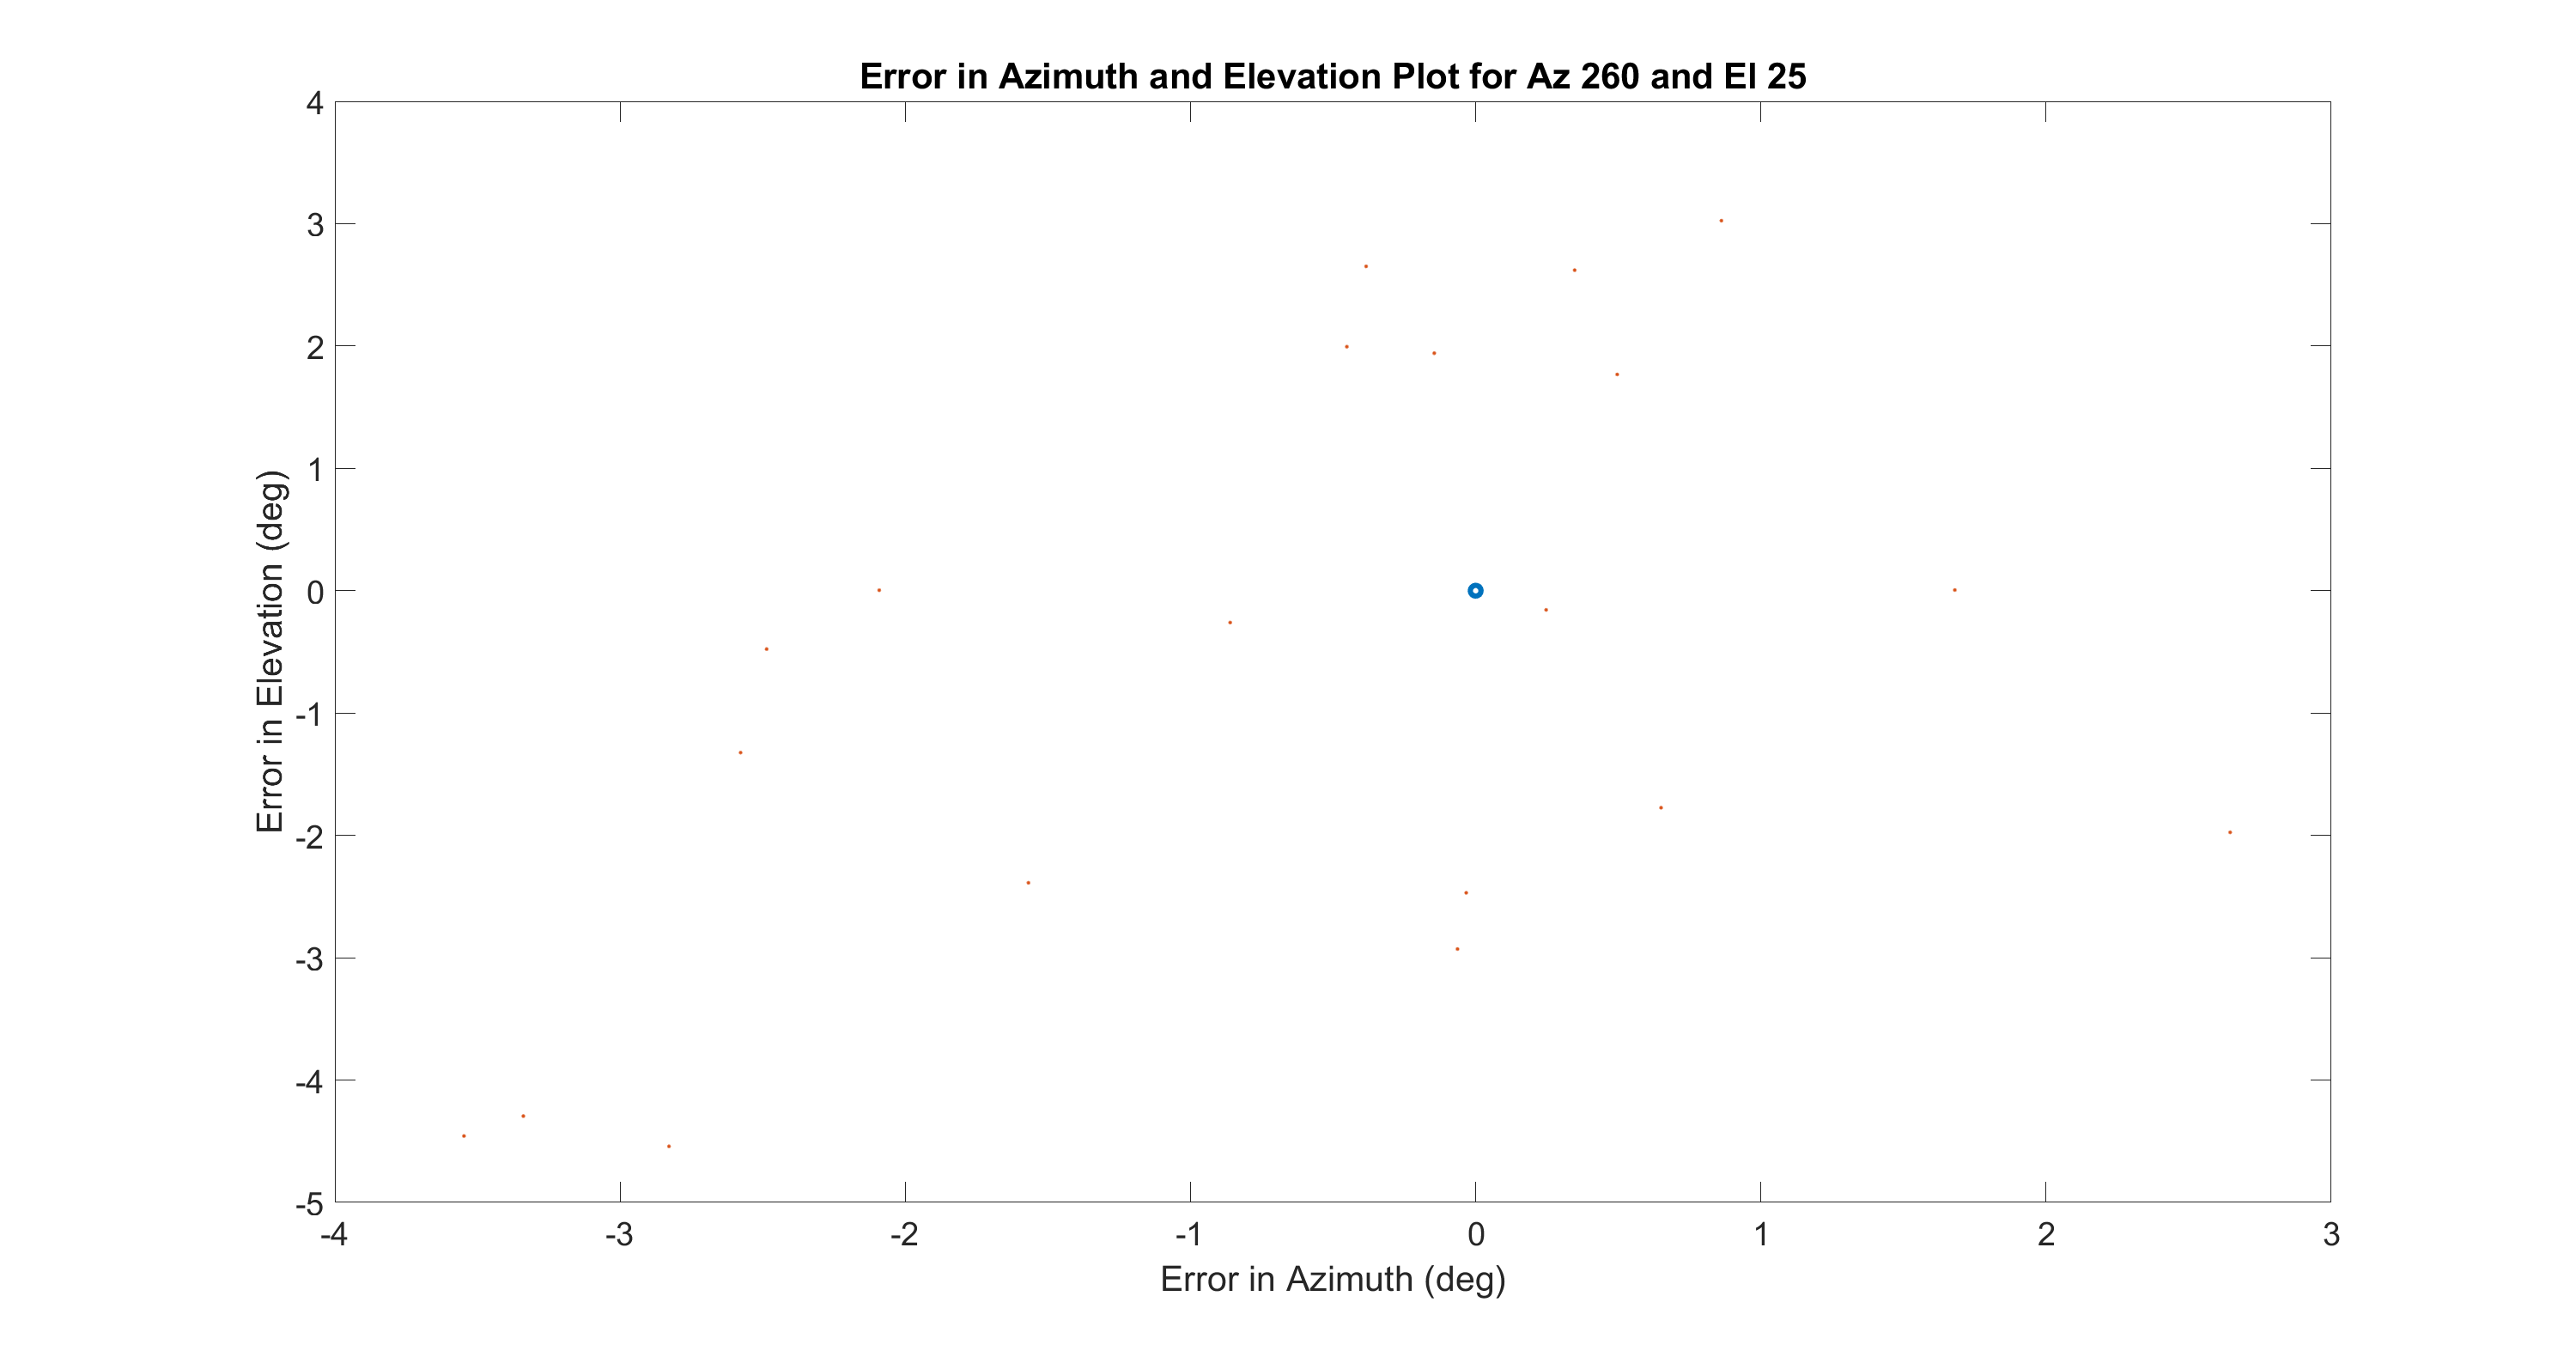 Error in Azimuth and Elevation Plot for Az 260 and El 25
4
3
2
1
0
-1
-2
-3
-4
-5
Error in Elevation (deg)
-4 -3 -2 -1 0 1 2 3
Error in Azimuth (deg)